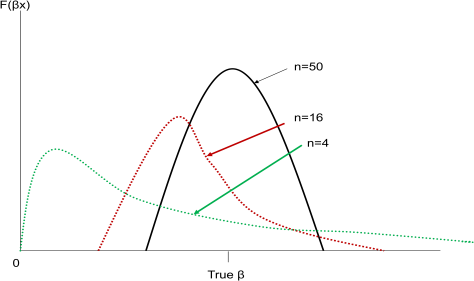 F(βx)
n=50
n=16
n=4
0
True β